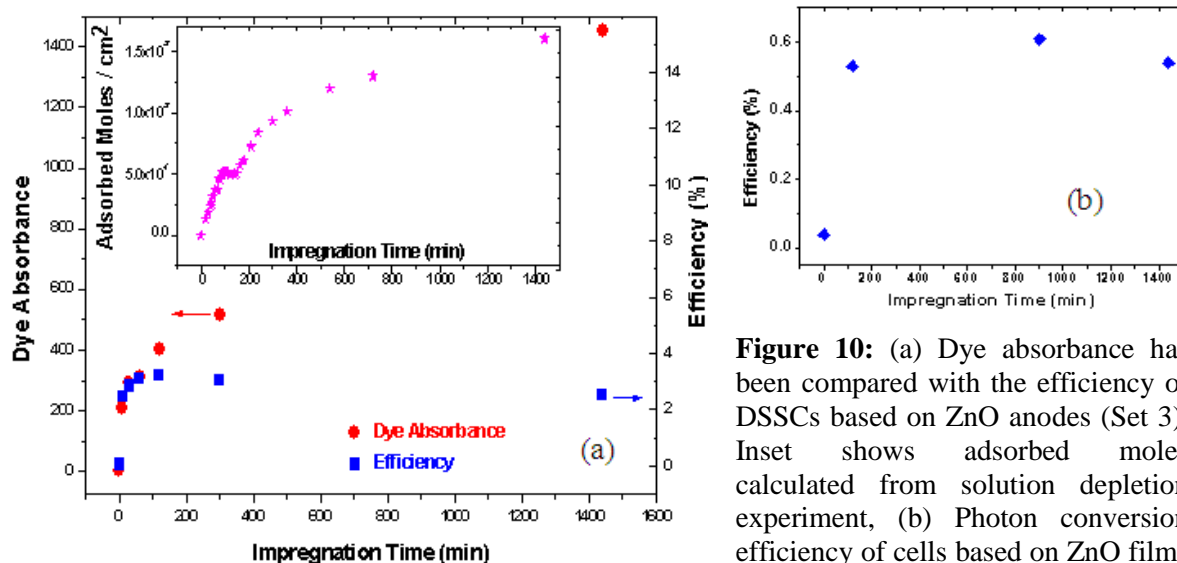 1400
1200
1000
800
600
400
200
0
Dye Absorbance
0 200 400 600 800 1000 1200 1400 1600
Impregnation Time (min)
14
12
10
8
6
4
2
0
Efficiency (%)
Adsorbed Moles / cm2
1.5x10⁻⁷
1.0x10⁻⁷
5.0x10⁻⁸
0.0
Impregnation Time (min)
0 200 400 600 800 1000 1200 1400
Dye Absorbance
Efficiency
(a)
0.6
0.4
0.2
0.0
Efficiency (%)
(b)
0 200 400 600 800 1000 1200 1400
Impregnation Time (min)
Figure 10: (a) Dye absorbance ha
been compared with the efficiency o
DSSCs based on ZnO anodes (Set 3)
Inset shows adsorbed mole
calculated from solution depletion
experiment, (b) Photon conversion
efficiency of cells based on ZnO film